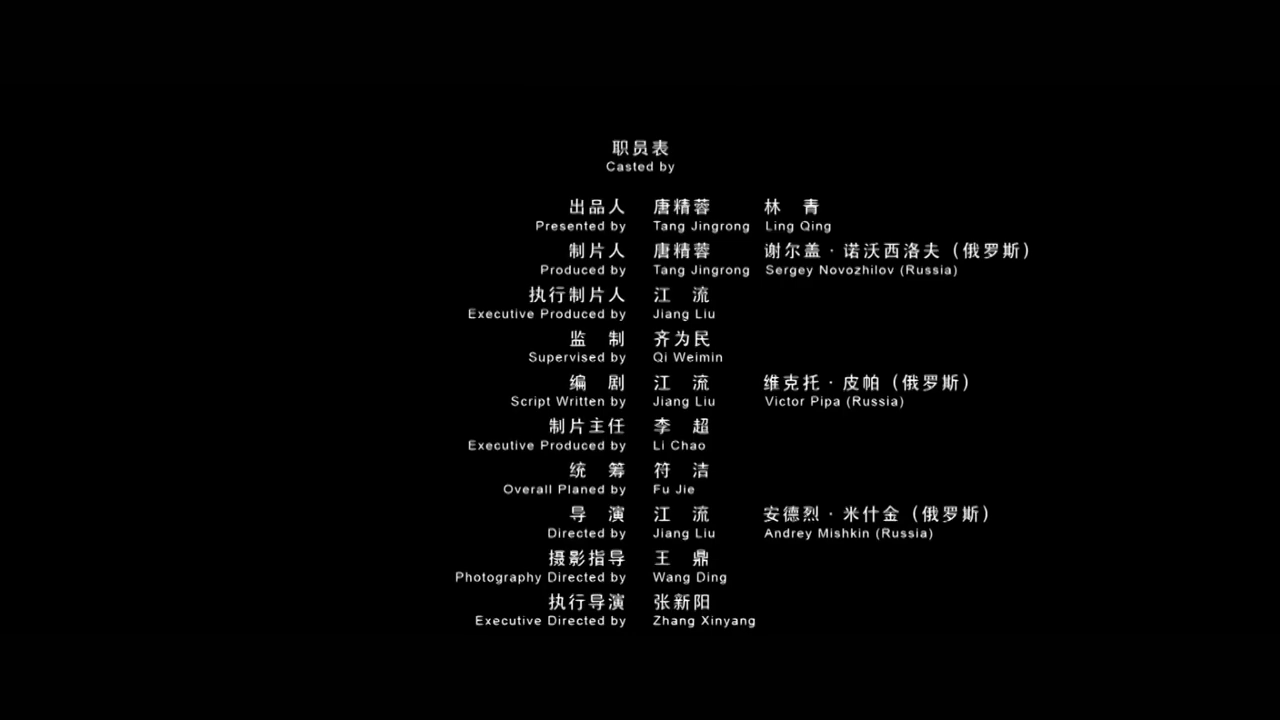 职员表
Casted by
出品人 唐精蓉 林 青
Presented by Tang Jingrong Ling Qing
制片人 唐精蓉 谢尔盖·诺沃西洛夫（俄罗斯）
Produced by Tang Jingrong Sergey Novozhilov (Russia)
执行制片人 江 流
Executive Produced by Jiang Liu
监 制 齐为民
Supervised by Qi Weimin
编 剧 江 流 维克托·皮帕（俄罗斯）
Script Written by Jiang Liu Victor Pipa (Russia)
制片主任 李 超
Executive Produced by Li Chao
统 筹 符 洁
Overall Planed by Fu Jie
导 演 江 流 安德烈·米什金（俄罗斯）
Directed by Jiang Liu Andrey Mishkin (Russia)
摄影指导 王 鼎
Photography Directed by Wang Ding
执行导演 张新阳
Executive Directed by Zhang Xinyang